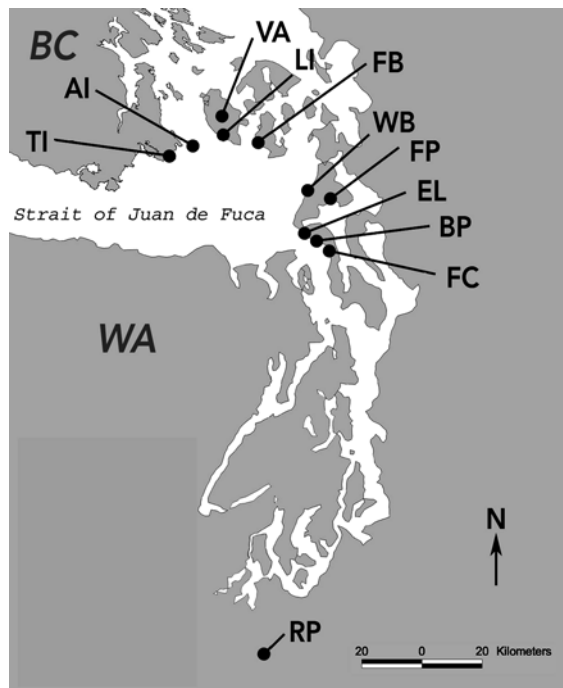 BC
VA
LI
FB
AI
TI
WB
FP
EL
BP
FC
Strait of Juan de Fuca
WA
N
RP
20 0 20 Kilometers